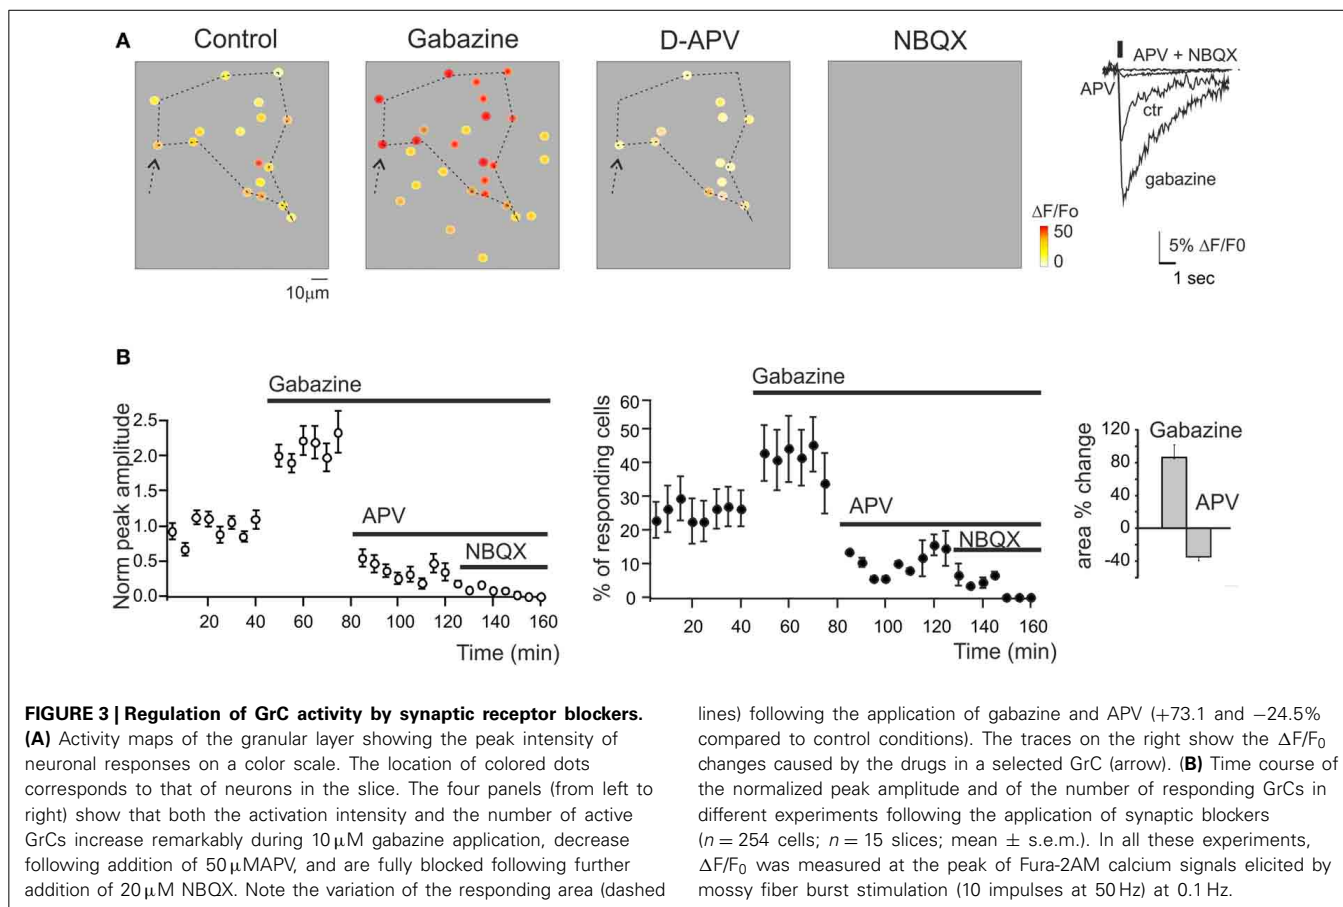 A
Control
Gabazine
D-APV
NBQX
APV + NBQX
APV
ctr
gabazine
ΔF/Fo
50
0
5% ΔF/F0
1 sec
10μm
B
Gabazine
APV
NBQX
Norm peak amplitude
2.5
2.0
1.5
1.0
0.5
0.0
20 40 60 80 100 120 140 160
Time (min)
Gabazine
APV
NBQX
% of responding cells
60
50
40
30
20
10
0
20 40 60 80 100 120 140 160
Time (min)
Gabazine
APV
area % change
120
80
40
0
-40
FIGURE 3 | Regulation of GrC activity by synaptic receptor blockers.
(A) Activity maps of the granular layer showing the peak intensity of
neuronal responses on a color scale. The location of colored dots
corresponds to that of neurons in the slice. The four panels (from left to
right) show that both the activation intensity and the number of active
GrCs increase remarkably during 10 μM gabazine application, decrease
following addition of 50 μMAPV, and are fully blocked following further
addition of 20 μM NBQX. Note the variation of the responding area (dashed
lines) following the application of gabazine and APV (+73.1 and −24.5%
compared to control conditions). The traces on the right show the ΔF/F0
changes caused by the drugs in a selected GrC (arrow). (B) Time course of
the normalized peak amplitude and of the number of responding GrCs in
different experiments following the application of synaptic blockers
(n = 254 cells; n = 15 slices; mean ± s.e.m.). In all these experiments,
ΔF/F0 was measured at the peak of Fura-2AM calcium signals elicited by
mossy fiber burst stimulation (10 impulses at 50 Hz) at 0.1 Hz.